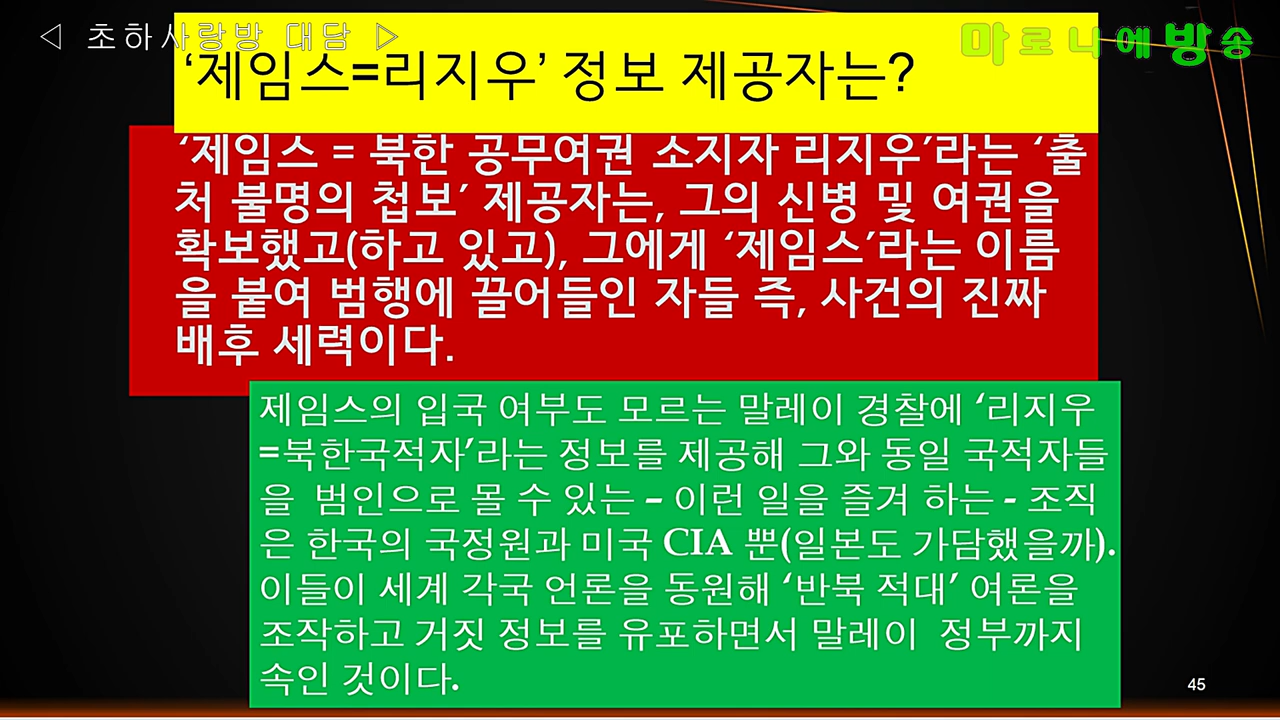 ◁ 초하사랑방 대담 ▷
마로니에방송
‘제임스=리지우’ 정보 제공자는?
‘제임스 = 북한 공무여권 소지자 리지우’라는 ‘출
처 불명의 첩보’ 제공자는, 그의 신병 및 여권을
확보했고(하고 있고), 그에게 ‘제임스’라는 이름
을 붙여 범행에 끌어들인 자들 즉, 사건의 진짜
배후 세력이다.
제임스의 입국 여부도 모르는 말레이 경찰에 ‘리지우
=북한국적자’라는 정보를 제공해 그와 동일 국적자들
을 범인으로 몰 수 있는 – 이런 일을 즐겨 하는 - 조직
은 한국의 국정원과 미국 CIA 뿐(일본도 가담했을까).
이들이 세계 각국 언론을 동원해 ‘반북 적대’ 여론을
조작하고 거짓 정보를 유포하면서 말레이 정부까지
속인 것이다.
45